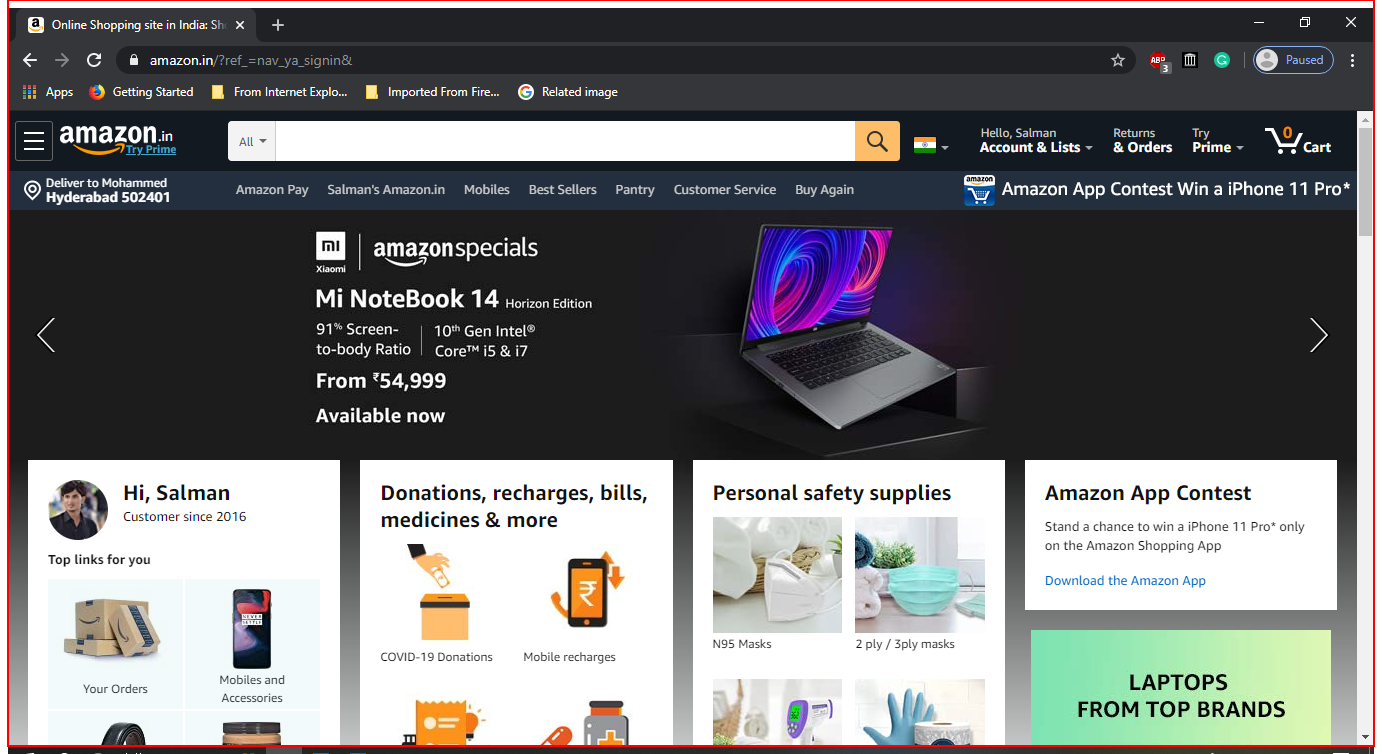 Online Shopping site in India: Sh
amazon.in/?ref_=nav_ya_signin&
ABP
3
Paused
Apps
Getting Started
From Internet Explo...
Imported From Fire...
Related image
amazon.in
Try Prime
All
Hello, Salman
Account & Lists
Returns
& Orders
Try
Prime
0
Cart
Deliver to Mohammed
Hyderabad 502401
Amazon Pay
Salman's Amazon.in
Mobiles
Best Sellers
Pantry
Customer Service
Buy Again
amazon
Amazon App Contest Win a iPhone 11 Pro*
mi
Xiaomi
amazonspecials
Mi NoteBook 14 Horizon Edition
91% Screen-
to-body Ratio
10th Gen Intel®
Core™ i5 & i7
From ₹54,999
Available now
Hi, Salman
Customer since 2016
Top links for you
Your Orders
NEVER
SETTLE
Mobiles and
Accessories
Donations, recharges, bills,
medicines & more
₹
COVID-19 Donations
Mobile recharges
Personal safety supplies
N95 Masks
2 ply / 3ply masks
Amazon App Contest
Stand a chance to win a iPhone 11 Pro* only
on the Amazon Shopping App
Download the Amazon App
LAPTOPS
FROM TOP BRANDS